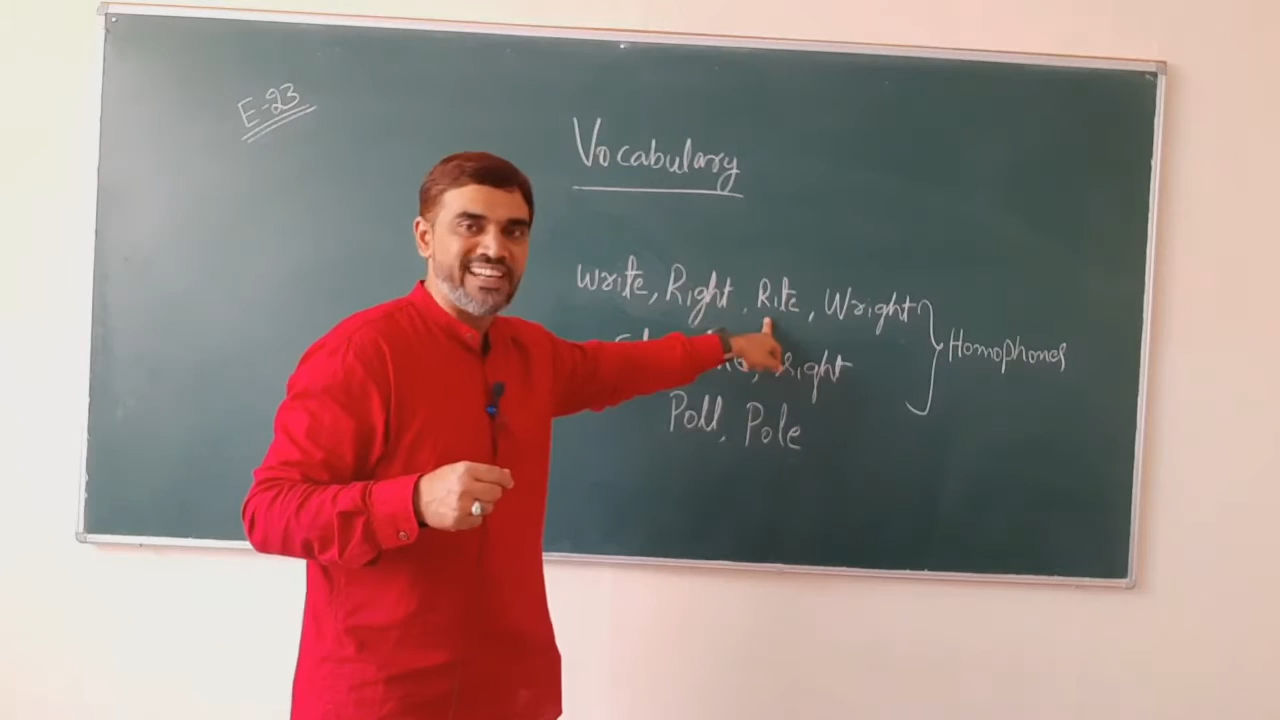 E-23
Vocabulary
Write, Right, Rite, Wright
Homophones
Poll, Pole